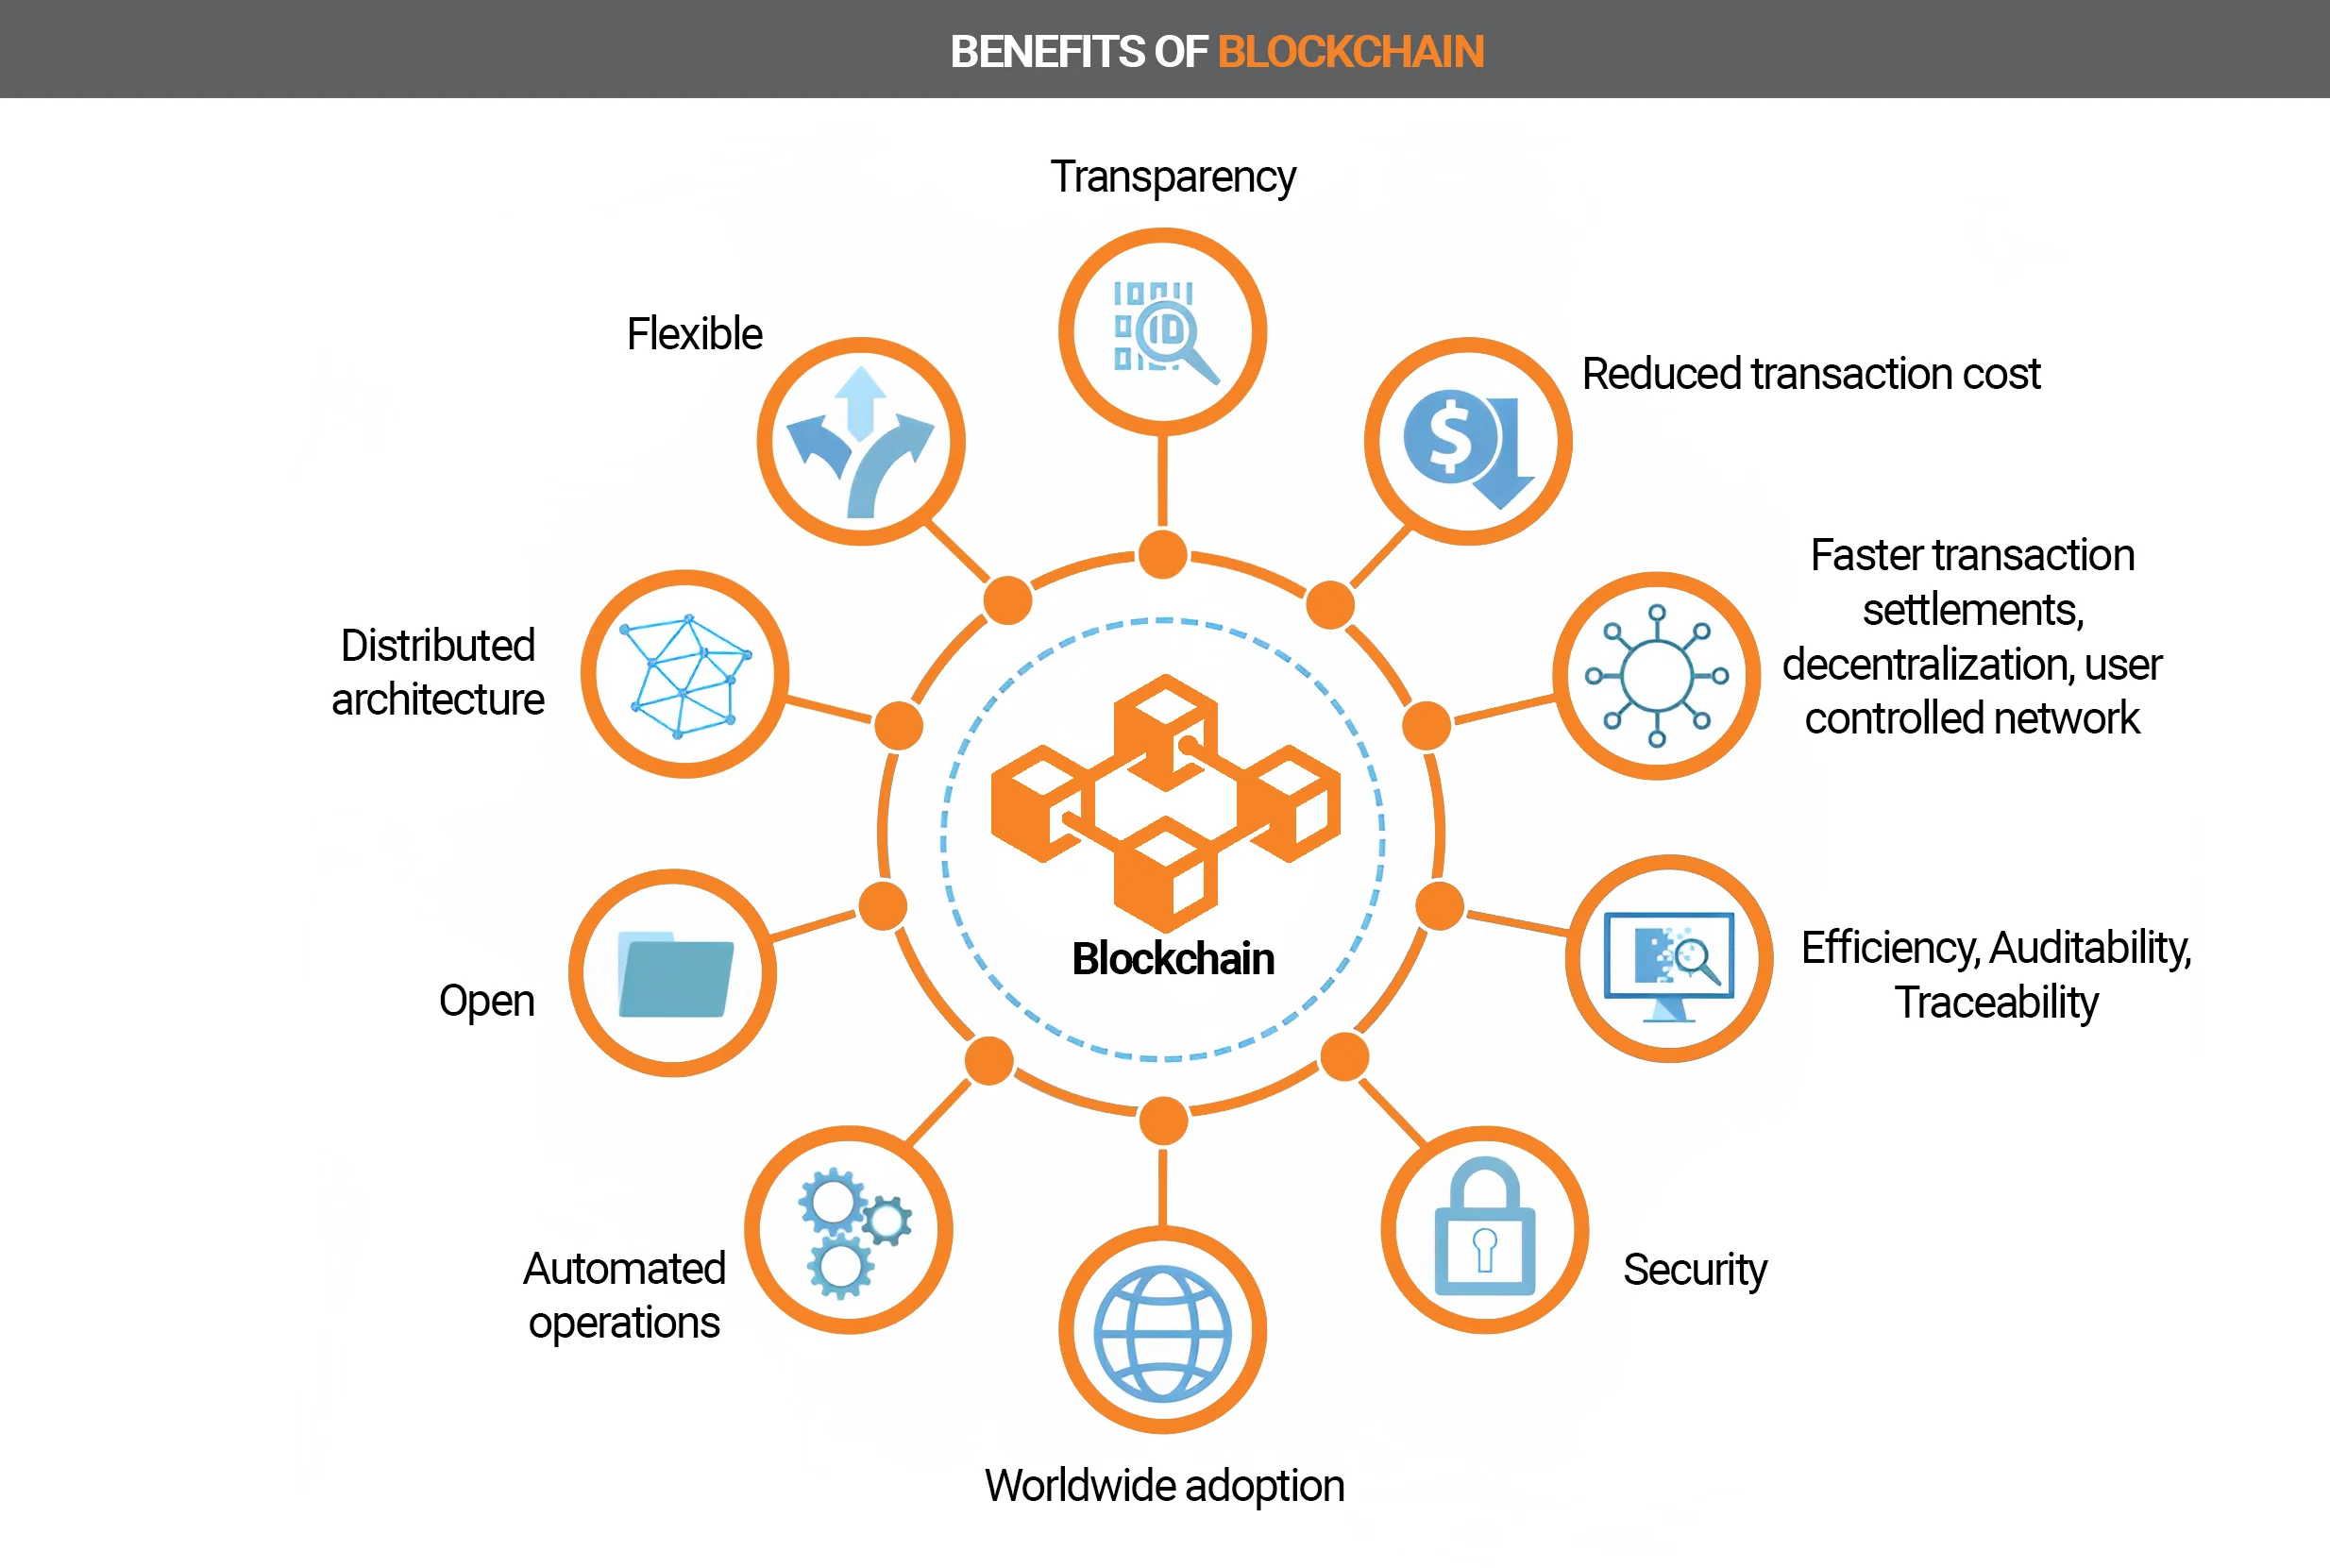 BENEFITS OF BLOCKCHAIN
Transparency
Flexible
Reduced transaction cost
Faster transaction
settlements,
decentralization, user
controlled network
Distributed
architecture
Blockchain
Efficiency, Auditability,
Traceability
Open
Automated
operations
Security
Worldwide adoption